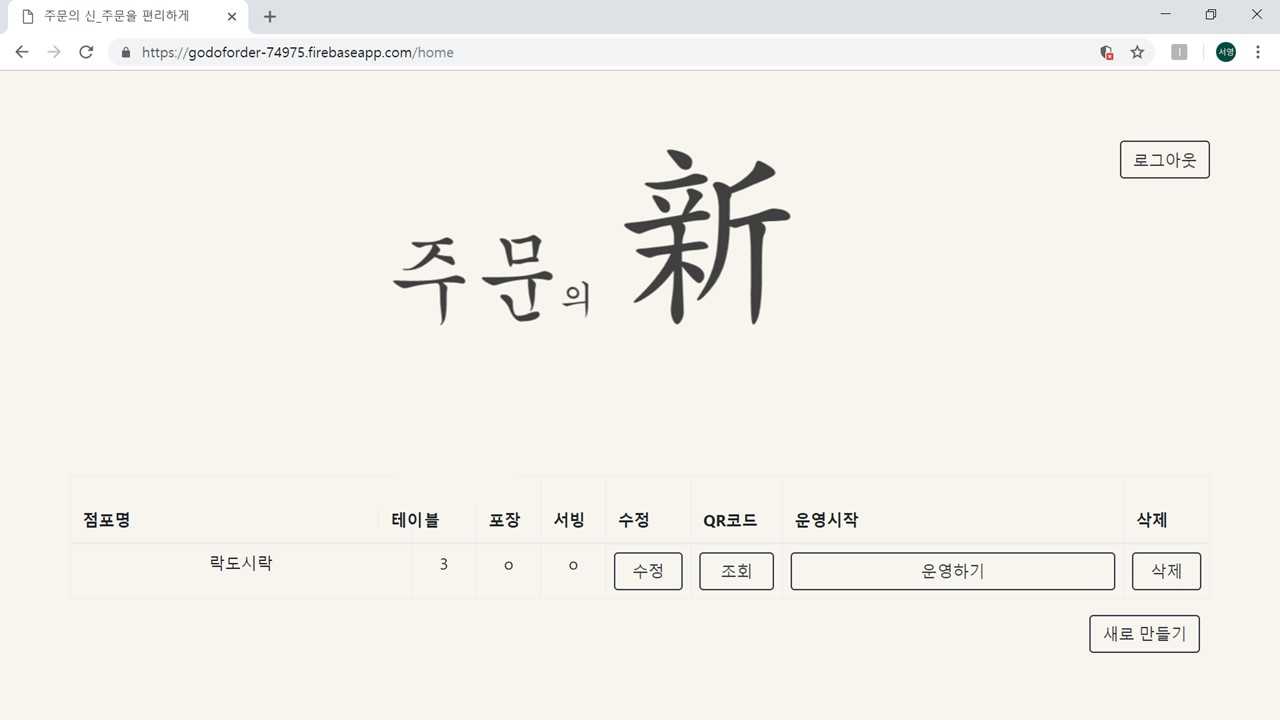 주문의 신_주문을 편리하게
https://godoforder-74975.firebaseapp.com/home
서영
로그아웃
주문의 新
점포명 테이블 포장 서빙 수정 QR코드 운영시작 삭제
락도시락 3 ㅇ ㅇ 수정 조회 운영하기 삭제
새로 만들기